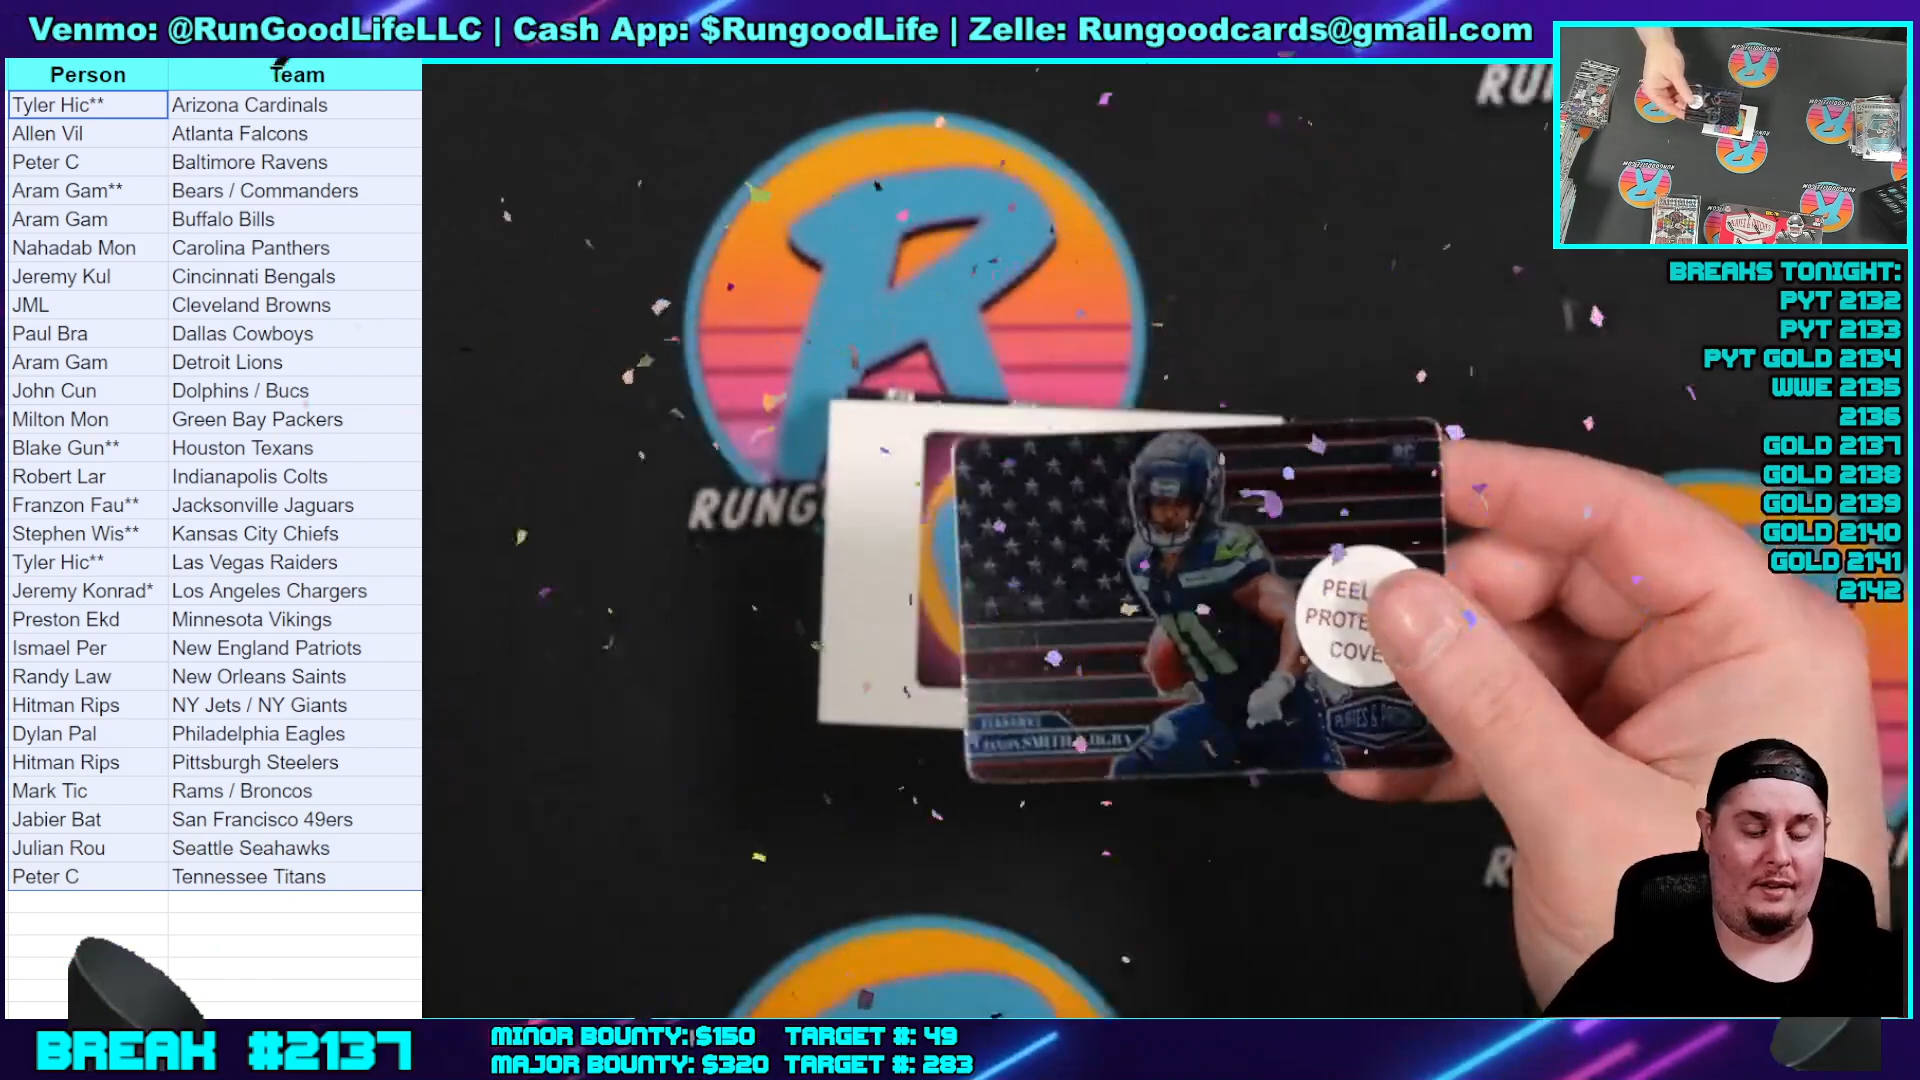 Venmo: @RunGoodLifeLLC | Cash App: $RungoodLife | Zelle: Rungoodcards@gmail.com
Person Team
Tyler Hic** Arizona Cardinals
Allen Vil Atlanta Falcons
Peter C Baltimore Ravens
Aram Gam** Bears / Commanders
Aram Gam Buffalo Bills
Nahadab Mon Carolina Panthers
Jeremy Kul Cincinnati Bengals
JML Cleveland Browns
Paul Bra Dallas Cowboys
Aram Gam Detroit Lions
John Cun Dolphins / Bucs
Milton Mon Green Bay Packers
Blake Gun** Houston Texans
Robert Lar Indianapolis Colts
Franzon Fau** Jacksonville Jaguars
Stephen Wis** Kansas City Chiefs
Tyler Hic** Las Vegas Raiders
Jeremy Konrad* Los Angeles Chargers
Preston Ekd Minnesota Vikings
Ismael Per New England Patriots
Randy Law New Orleans Saints
Hitman Rips NY Jets / NY Giants
Dylan Pal Philadelphia Eagles
Hitman Rips Pittsburgh Steelers
Mark Tic Rams / Broncos
Jabier Bat San Francisco 49ers
Julian Rou Seattle Seahawks
Peter C Tennessee Titans
R
RUNG
RU
PEEL
PROTE
COVE
11
BREAKS TONIGHT:
PYT 2132
PYT 2133
PYT GOLD 2134
WWE 2135
2136
GOLD 2137
GOLD 2138
GOLD 2139
GOLD 2140
GOLD 2141
2142
BREAK #2137
MINOR BOUNTY: $150 TARGET #: 49
MAJOR BOUNTY: $320 TARGET #: 283